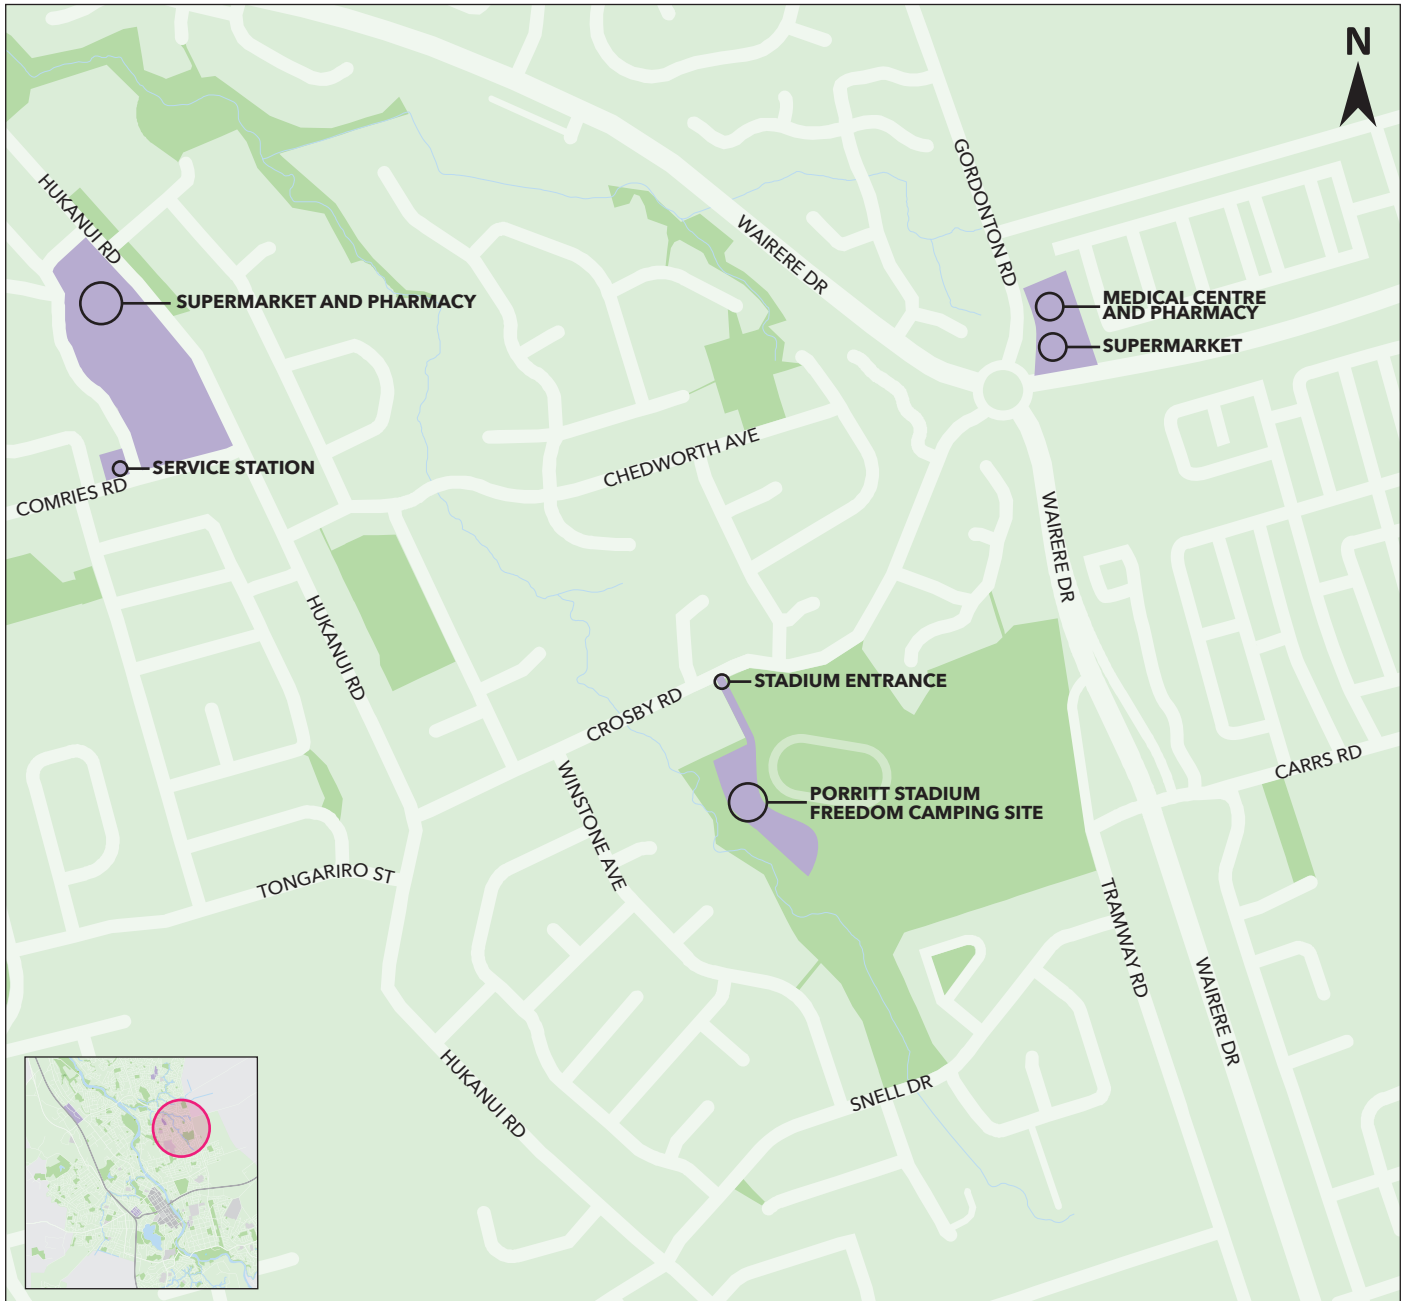 N
GORDONTON RD
HUKANUI RD
WAIRERE DR
SUPERMARKET AND PHARMACY
MEDICAL CENTRE
AND PHARMACY
SUPERMARKET
CHEDWORTH AVE
SERVICE STATION
COMRIES RD
WAIRERE DR
HUKANUI RD
STADIUM ENTRANCE
CROSBY RD
CARRS RD
WINSTONE AVE
PORRITT STADIUM
FREEDOM CAMPING SITE
TONGARIRO ST
TRAMWAY RD
WAIRERE DR
HUKANUI RD
SNELL DR